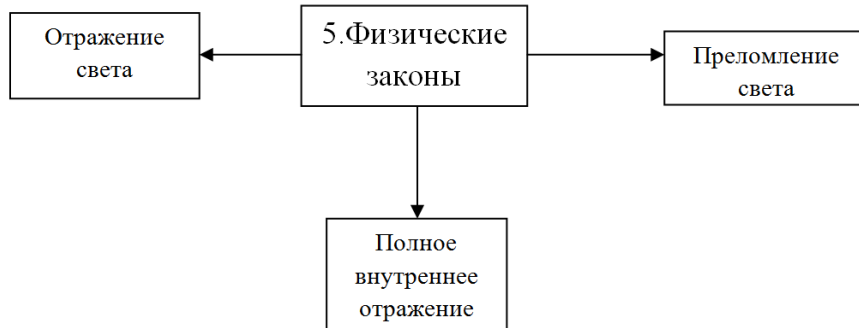 Отражение
света
5.Физические
законы
Преломление
света
Полное
внутреннее
отражение